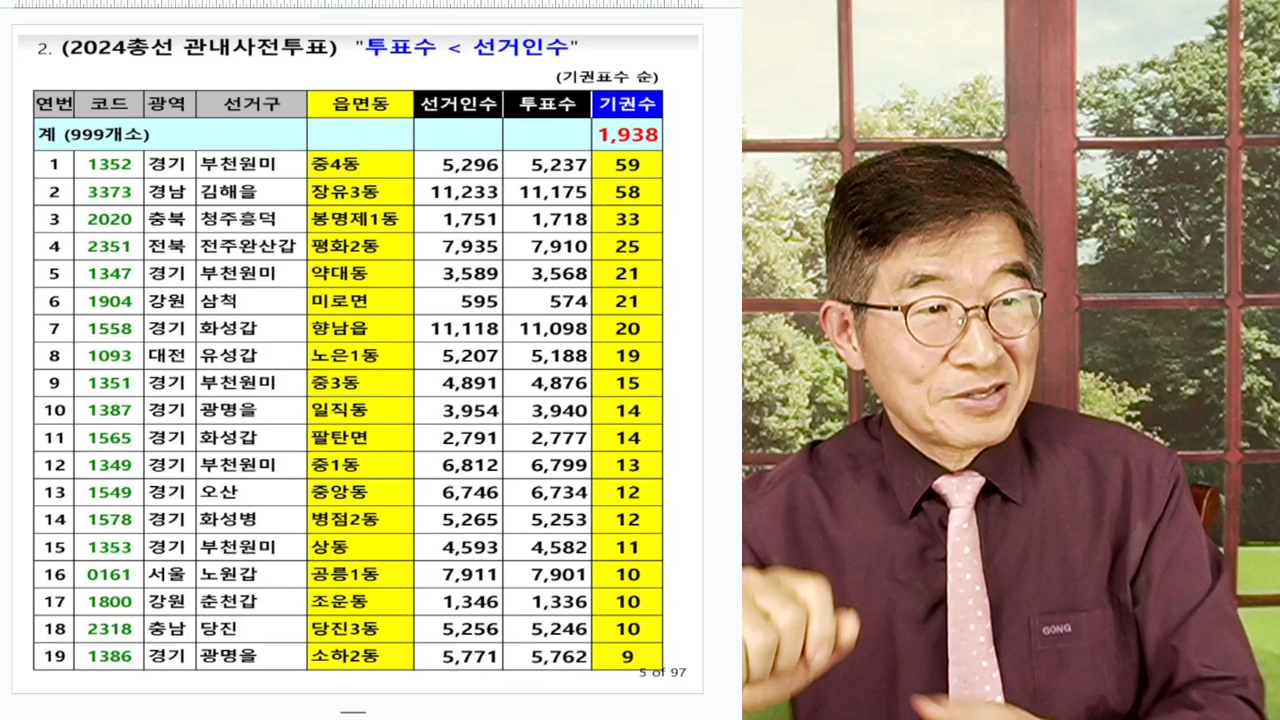 2. (2024총선 관내사전투표) "투표수 < 선거인수"
(기권표수 순)
연번 코드 광역 선거구 읍면동 선거인수 투표수 기권수
계 (999개소) 1,938
1 1352 경기 부천원미 중4동 5,296 5,237 59
2 3373 경남 김해을 장유3동 11,233 11,175 58
3 2020 충북 청주흥덕 봉명제1동 1,751 1,718 33
4 2351 전북 전주완산갑 평화2동 7,935 7,910 25
5 1347 경기 부천원미 약대동 3,589 3,568 21
6 1904 강원 삼척 미로면 595 574 21
7 1558 경기 화성갑 향남읍 11,118 11,098 20
8 1093 대전 유성갑 노은1동 5,207 5,188 19
9 1351 경기 부천원미 중3동 4,891 4,876 15
10 1387 경기 광명을 일직동 3,954 3,940 14
11 1565 경기 화성갑 팔탄면 2,791 2,777 14
12 1349 경기 부천원미 중1동 6,812 6,799 13
13 1549 경기 오산 중앙동 6,746 6,734 12
14 1578 경기 화성병 병점2동 5,265 5,253 12
15 1353 경기 부천원미 상동 4,593 4,582 11
16 0161 서울 노원갑 공릉1동 7,911 7,901 10
17 1800 강원 춘천갑 조운동 1,346 1,336 10
18 2318 충남 당진 당진3동 5,256 5,246 10
19 1386 경기 광명을 소하2동 5,771 5,762 9
5 of 97
GONG